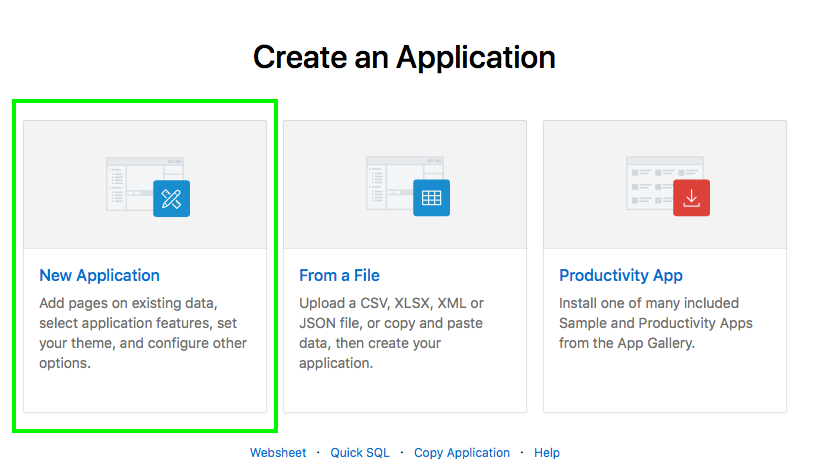 Create an Application
New Application
Add pages on existing data,
select application features, set
your theme, and configure other
options.
From a File
Upload a CSV, XLSX, XML or
JSON file, or copy and paste
data, then create your
application.
Productivity App
Install one of many included
Sample and Productivity Apps
from the App Gallery.
Websheet · Quick SQL · Copy Application · Help